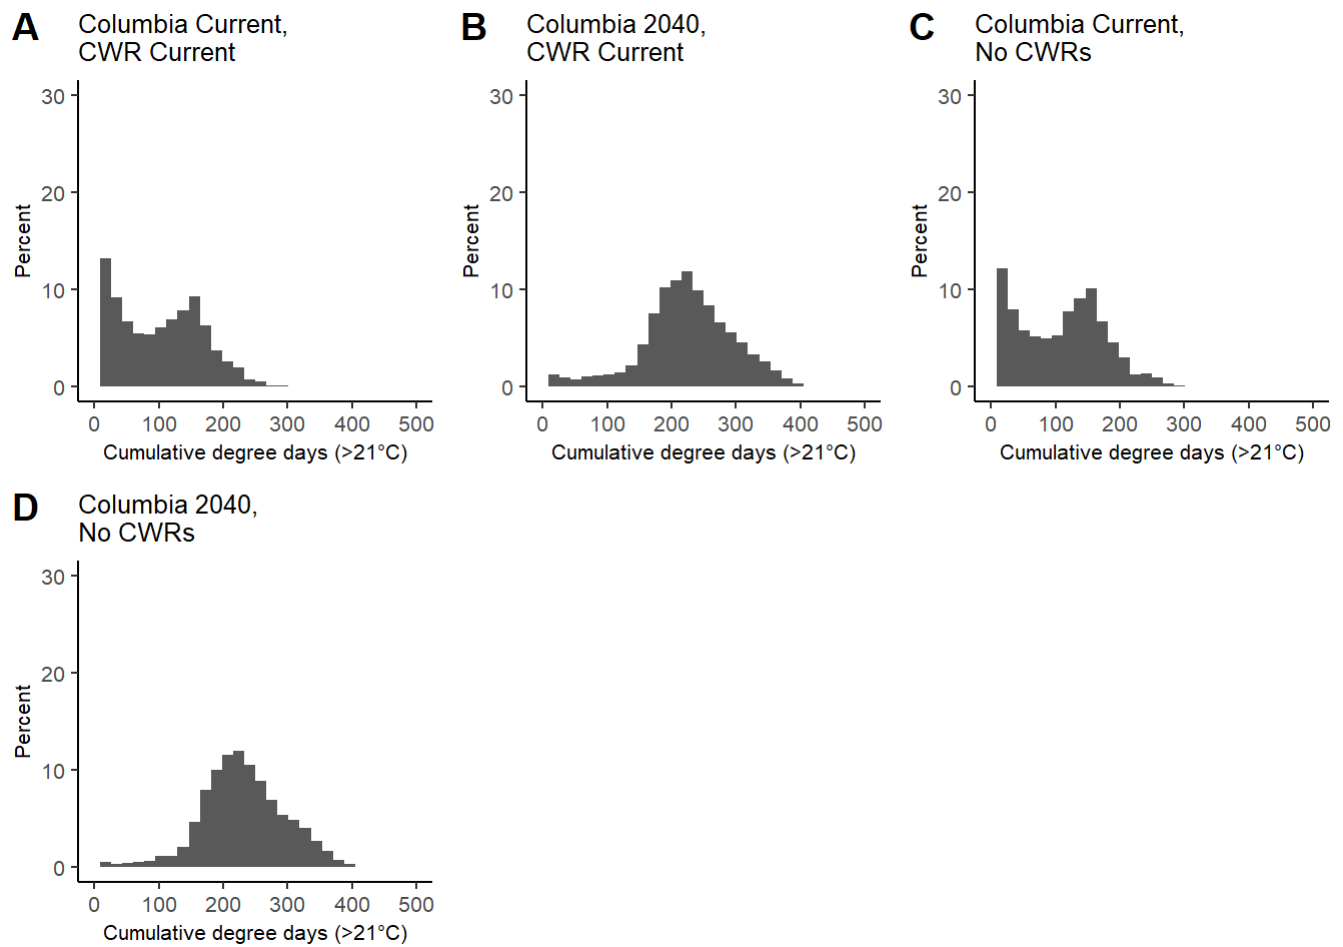 A Columbia Current,
CWR Current
30
20
10
0
Percent
0 100 200 300 400 500
Cumulative degree days (>21°C)
B Columbia 2040,
CWR Current
30
20
10
0
Percent
0 100 200 300 400 500
Cumulative degree days (>21°C)
C Columbia Current,
No CWRs
30
20
10
0
Percent
0 100 200 300 400 500
Cumulative degree days (>21°C)
D Columbia 2040,
No CWRs
30
20
10
0
Percent
0 100 200 300 400 500
Cumulative degree days (>21°C)